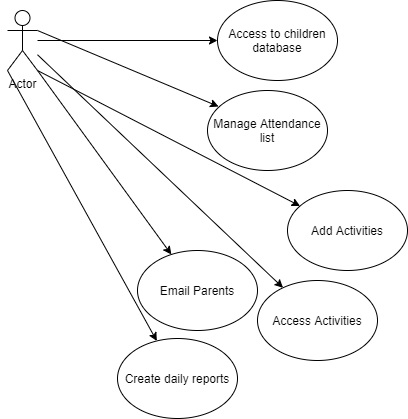 Access to children
database
Actor
Manage Attendance
list
Add Activities
Email Parents
Access Activities
Create daily reports